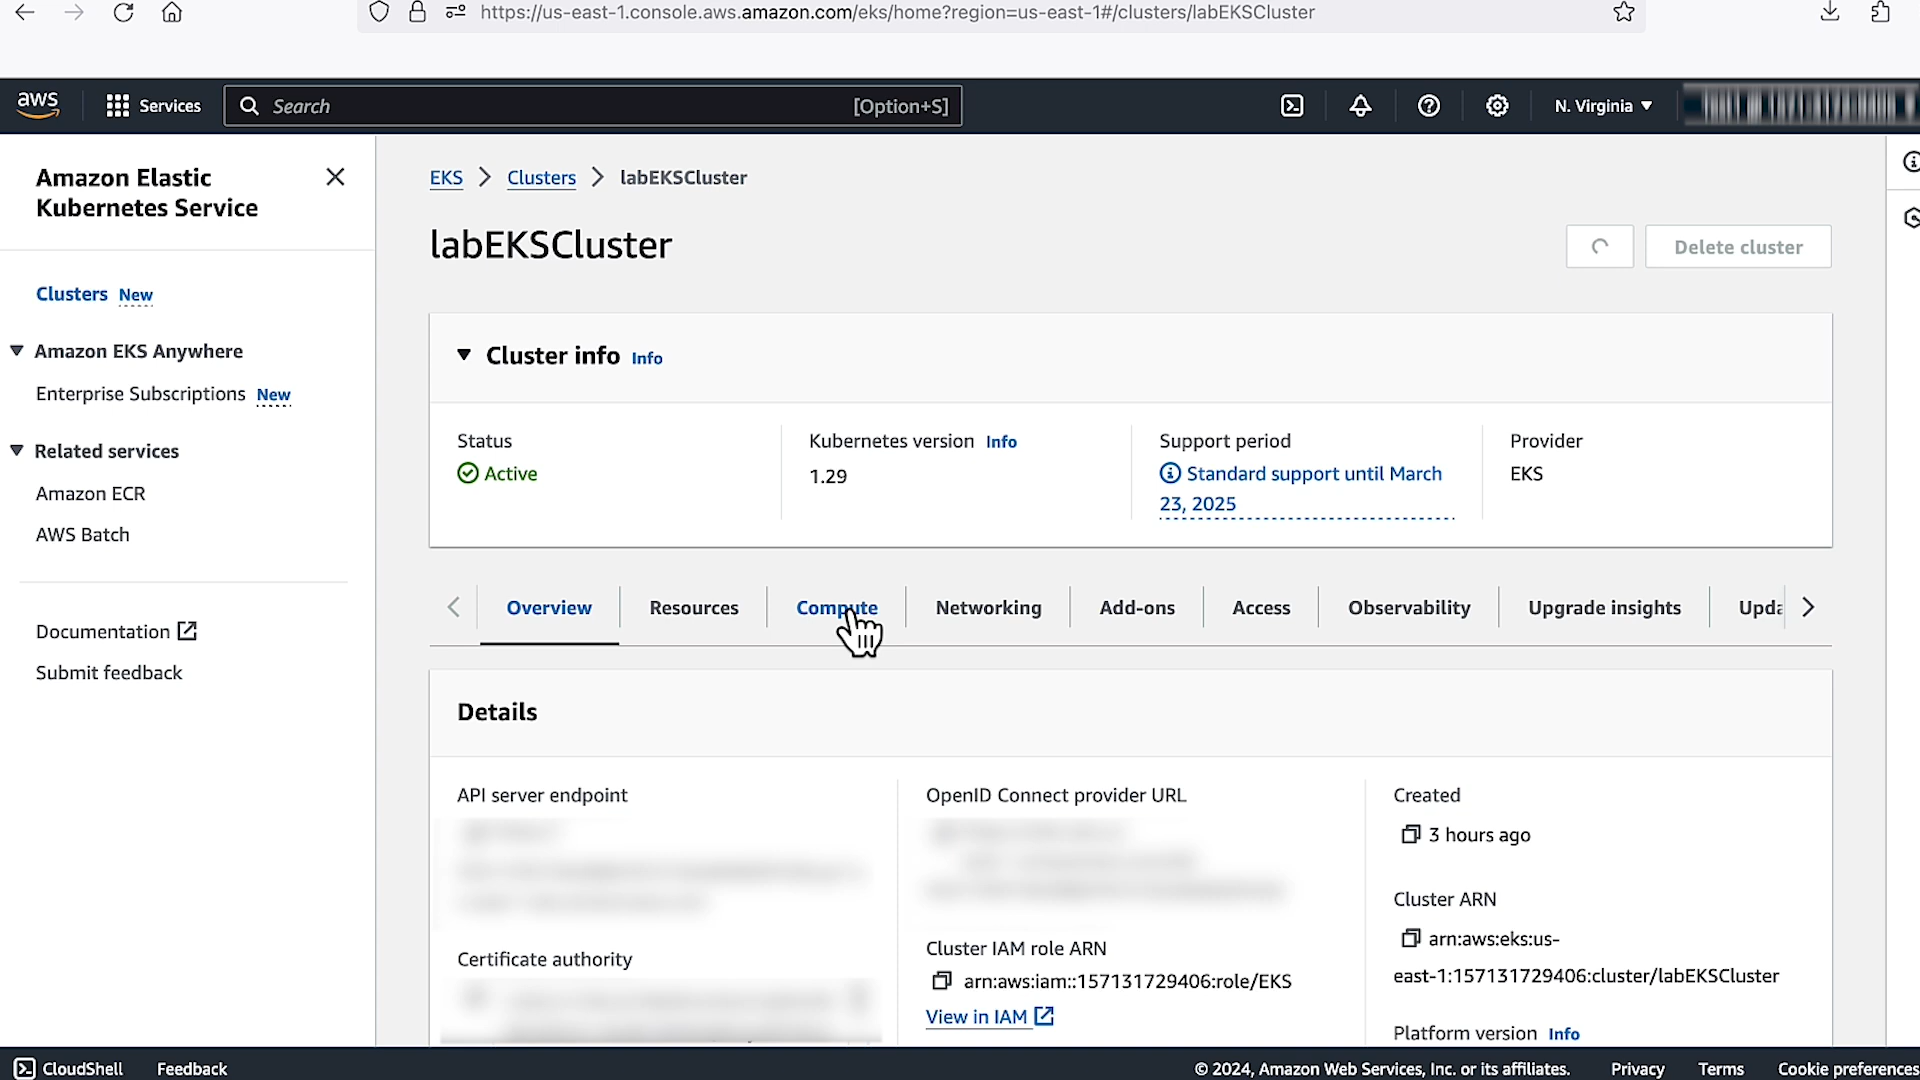 https://us-east-1.console.aws.amazon.com/eks/home?region=us-east-1#/clusters/labEKSCluster
aws
Services
Search
[Option+S]
N. Virginia
Amazon Elastic
Kubernetes Service
Clusters New
Amazon EKS Anywhere
Enterprise Subscriptions New
Related services
Amazon ECR
AWS Batch
Documentation
Submit feedback
EKS > Clusters > labEKSCluster
labEKSCluster
Delete cluster
Cluster info Info
Status
Active
Kubernetes version Info
1.29
Support period
Standard support until March
23, 2025
Provider
EKS
Overview
Resources
Compute
Networking
Add-ons
Access
Observability
Upgrade insights
Details
API server endpoint
Certificate authority
OpenID Connect provider URL
Cluster IAM role ARN
arn:aws:iam::157131729406:role/EKS
View in IAM
Created
3 hours ago
Cluster ARN
arn:aws:eks:us-
east-1:157131729406:cluster/labEKSCluster
Platform version Info
CloudShell
Feedback
© 2024, Amazon Web Services, Inc. or its affiliates.
Privacy
Terms
Cookie preferences